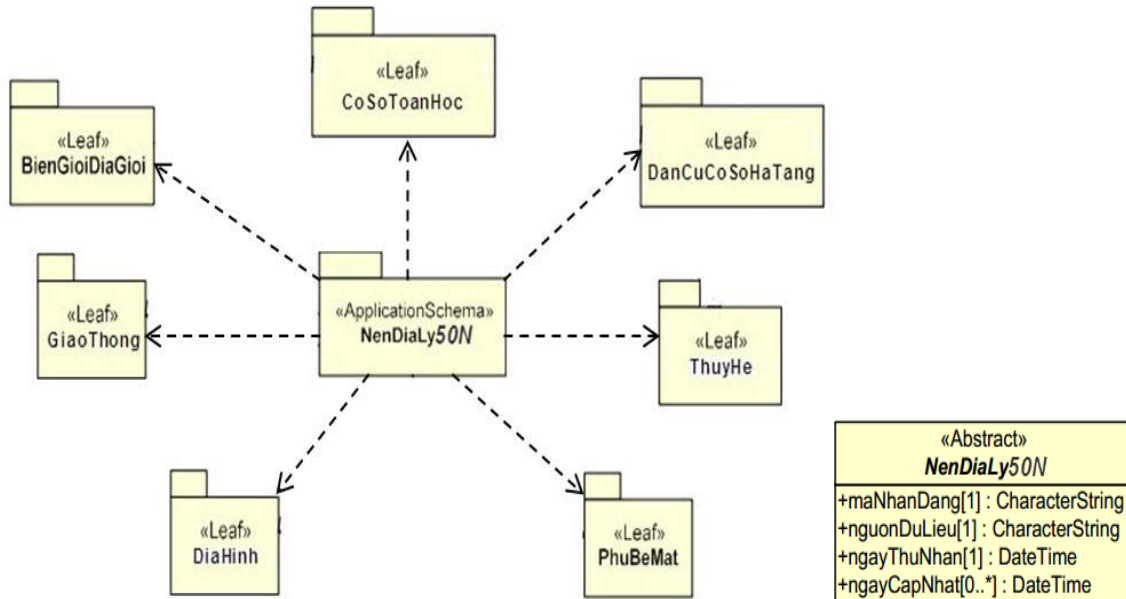 «Leaf»
CoSoToanHoc
«Leaf»
BienGioiDiaGioi
«Leaf»
DanCuCoSoHaTang
«Leaf»
GiaoThong
«ApplicationSchema»
NenDiaLy50N
«Leaf»
ThuyHe
«Leaf»
DiaHinh
«Leaf»
PhuBeMat
«Abstract»
NenDiaLy50N
+maNhanDang[1] : CharacterString
+nguonDuLieu[1] : CharacterString
+ngayThuNhan[1] : DateTime
+ngayCapNhat[0..*] : DateTime